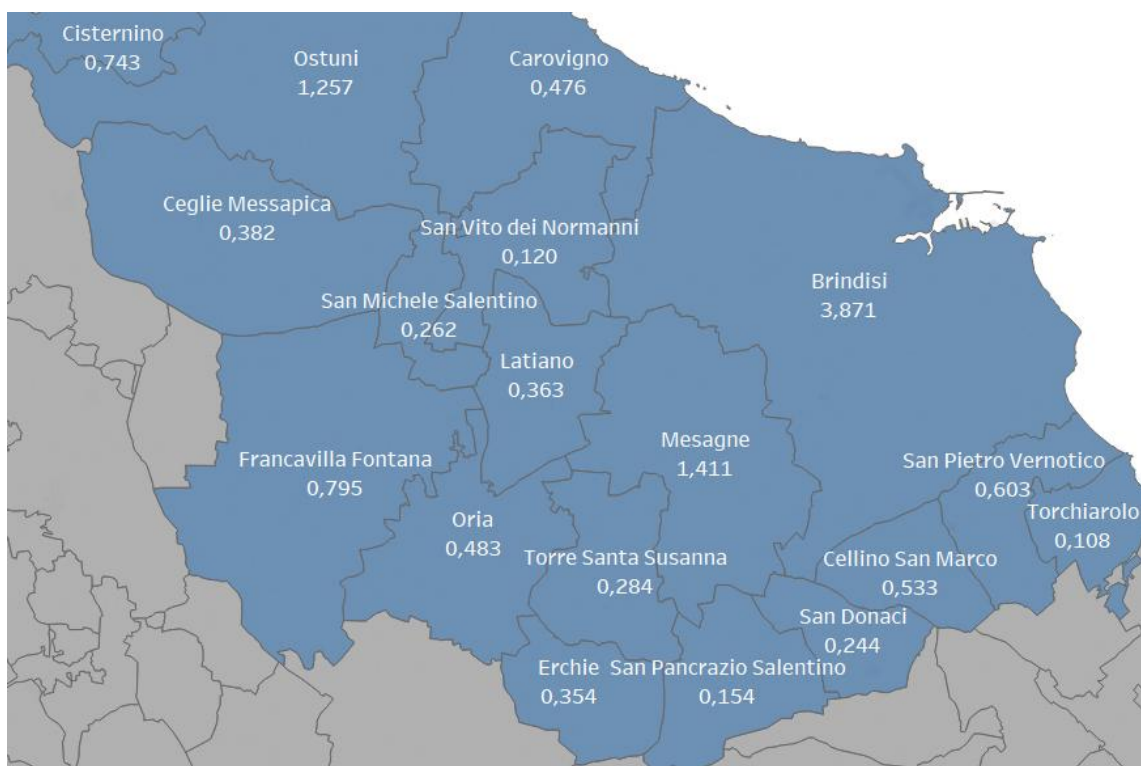 Cisternino
0,743
Ostuni
1,257
Carovigno
0,476
Ceglie Messapica
0,382
San Vito dei Normanni
0,120
Brindisi
3,871
San Michele Salentino
0,262
Latiano
0,363
Mesagne
1,411
Francavilla Fontana
0,795
San Pietro Vernotico
0,603
Oria
0,483
Torchiarolo
0,108
Torre Santa Susanna
0,284
Cellino San Marco
0,533
San Donaci
0,244
Erchie
0,354
San Pancrazio Salentino
0,154